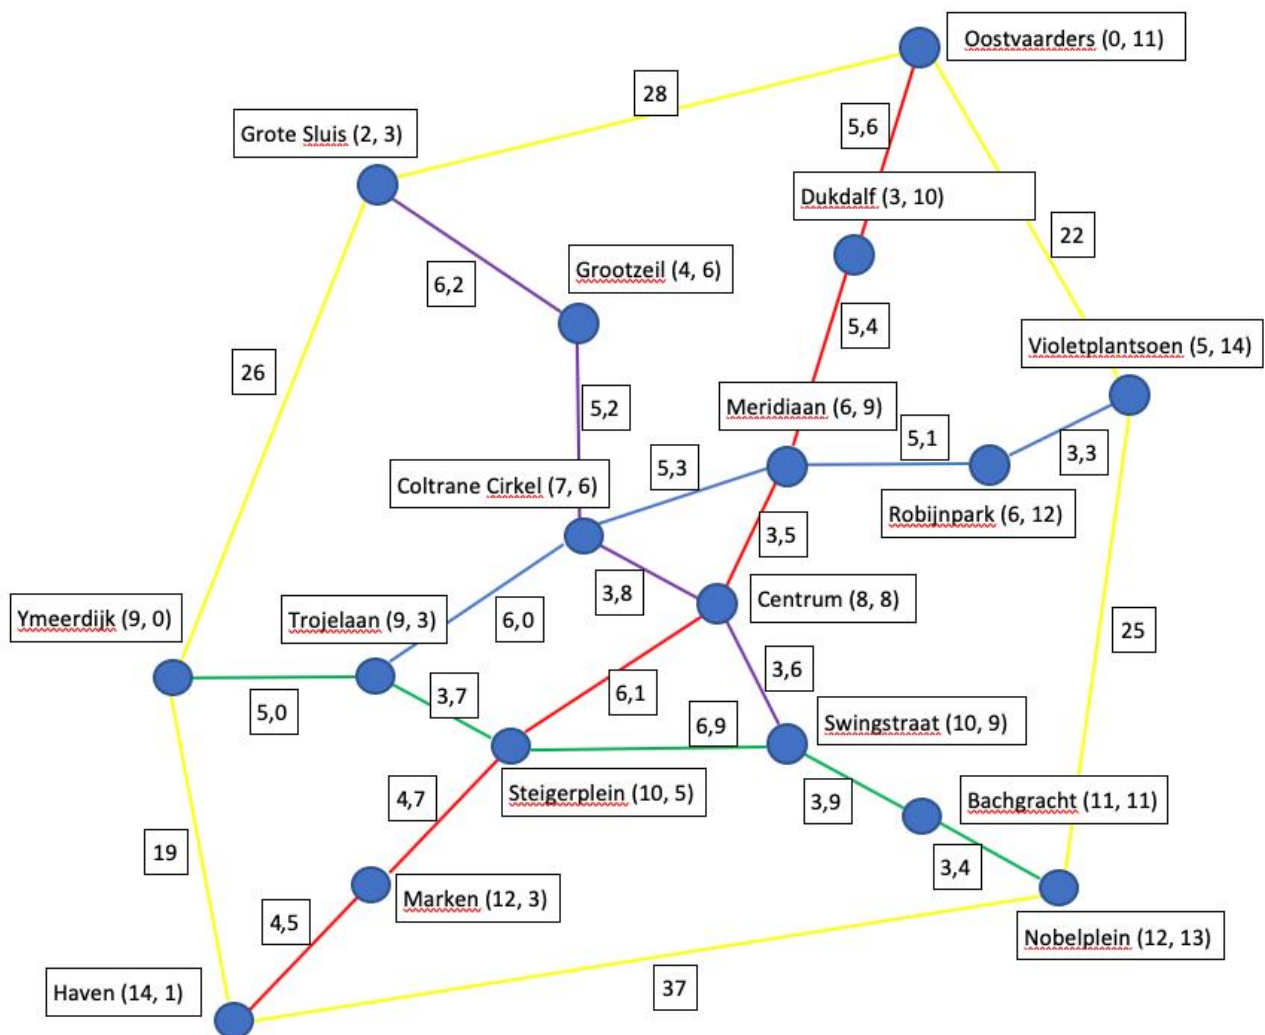 Oostvaarders (0, 11)
28
Grote Sluis (2, 3)
5,6
Dukdalf (3, 10)
22
Grootzeil (4, 6)
6,2
5,4
Violetplantsoen (5, 14)
26
5,2
Meridiaan (6, 9)
5,1
3,3
5,3
Coltrane Cirkel (7, 6)
Robijnpark (6, 12)
3,5
3,8
Centrum (8, 8)
Ymeerdijk (9, 0)
Trojelaan (9, 3)
6,0
25
3,6
3,7
6,1
5,0
6,9
Swingstraat (10, 9)
4,7
Steigerplein (10, 5)
3,9
Bachgracht (11, 11)
19
3,4
Marken (12, 3)
4,5
Nobelplein (12, 13)
37
Haven (14, 1)